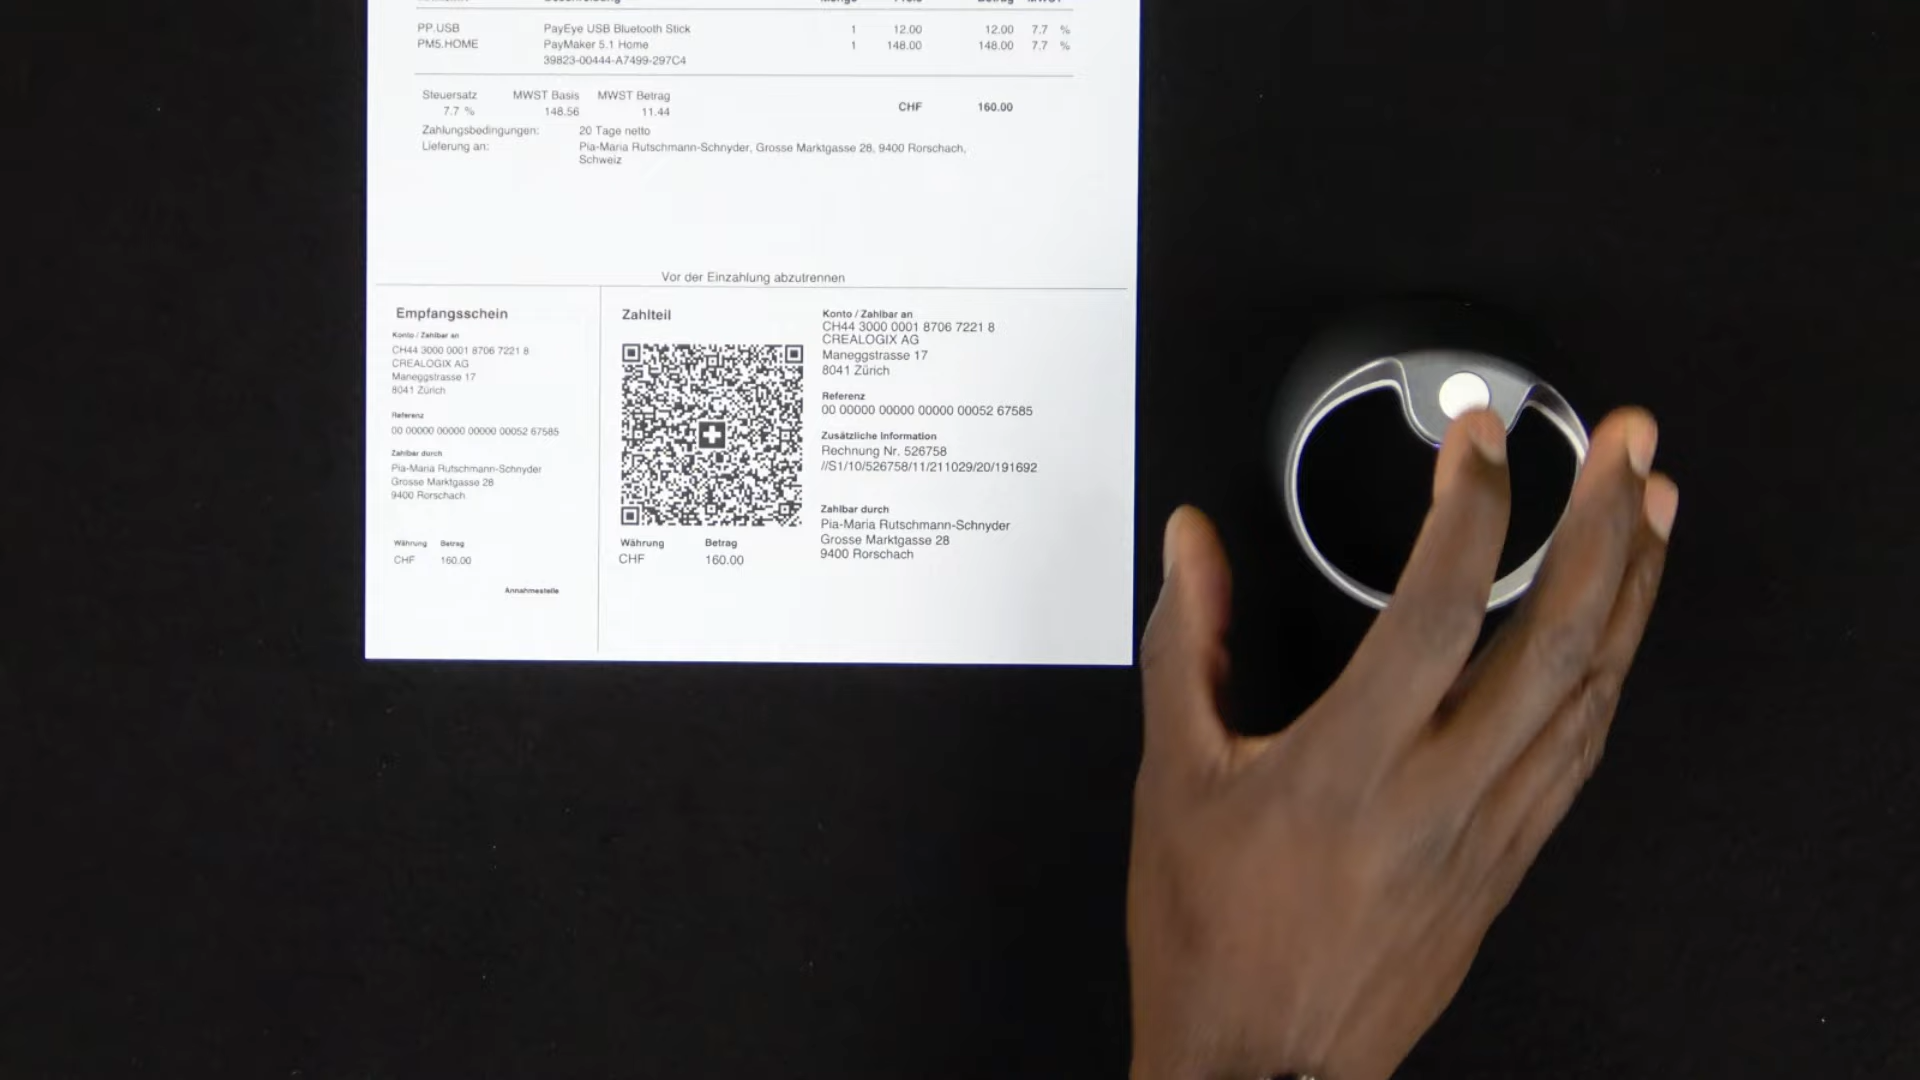 PP.USB PayEye USB Bluetooth Stick 1 12.00 12.00 7.7 %
PM5.HOME PayMaker 5.1 Home 1 148.00 148.00 7.7 %
39823-00444-A7499-297C4
Steuersatz MWST Basis MWST Betrag
7.7 % 148.56 11.44 CHF 160.00
Zahlungsbedingungen: 20 Tage netto
Lieferung an: Pia-Maria Rutschmann-Schnyder, Grosse Marktgasse 28, 9400 Rorschach,
Schweiz
Vor der Einzahlung abzutrennen
Empfangsschein
Konto / Zahlbar an
CH44 3000 0001 8706 7221 8
CREALOGIX AG
Maneggstrasse 17
8041 Zürich
Referenz
00 00000 00000 00000 00052 67585
Zahlbar durch
Pia-Maria Rutschmann-Schnyder
Grosse Marktgasse 28
9400 Rorschach
Währung Betrag
CHF 160.00
Annahmestelle
Zahlteil
Währung Betrag
CHF 160.00
Konto / Zahlbar an
CH44 3000 0001 8706 7221 8
CREALOGIX AG
Maneggstrasse 17
8041 Zürich
Referenz
00 00000 00000 00000 00052 67585
Zusätzliche Information
Rechnung Nr. 526758
//S1/10/526758/11/211029/20/191692
Zahlbar durch
Pia-Maria Rutschmann-Schnyder
Grosse Marktgasse 28
9400 Rorschach